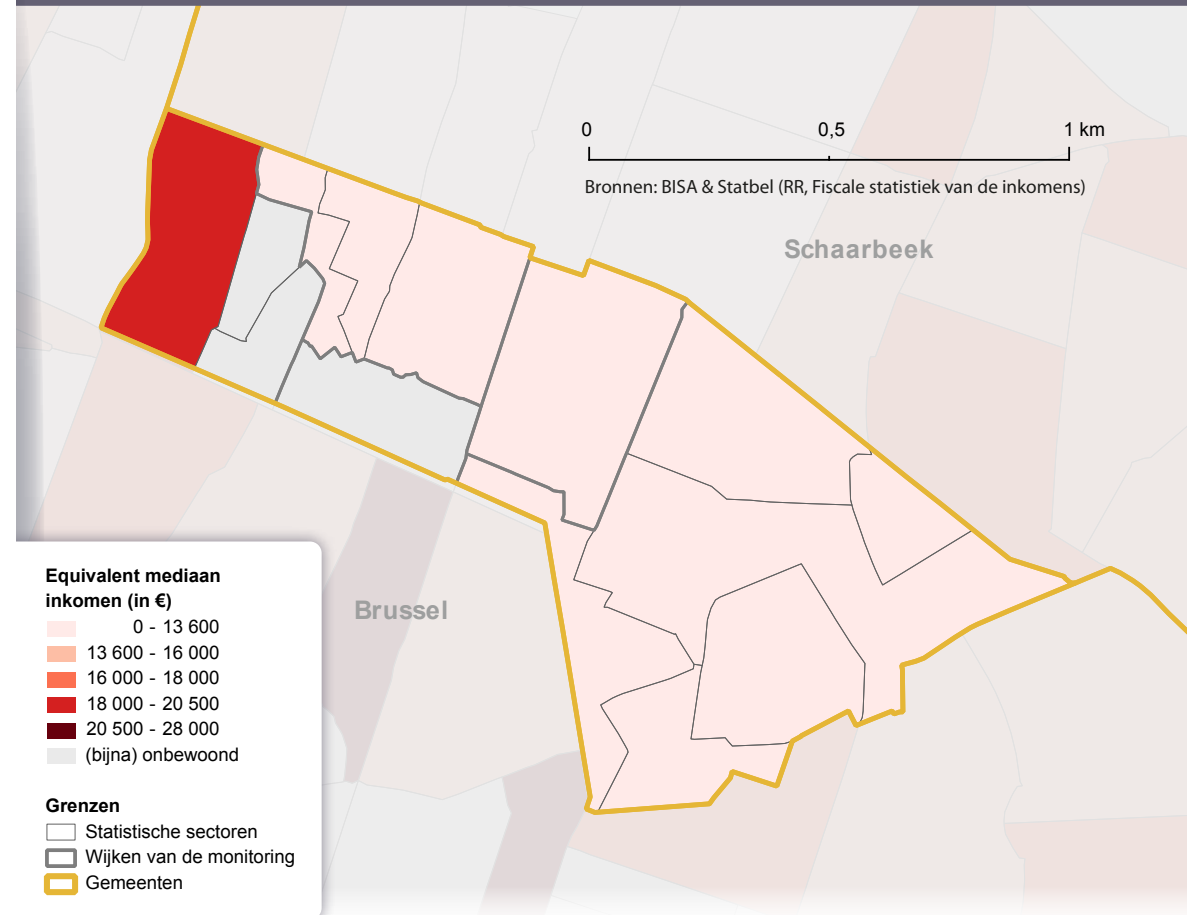 0 0,5 1 km
Bronnen: BISA & Statbel (RR, Fiscale statistiek van de inkomens)
Schaarbeek
Brussel
Equivalent mediaan
inkomen (in €)
0 - 13 600
13 600 - 16 000
16 000 - 18 000
18 000 - 20 500
20 500 - 28 000
(bijna) onbewoond
Grenzen
Statistische sectoren
Wijken van de monitoring
Gemeenten